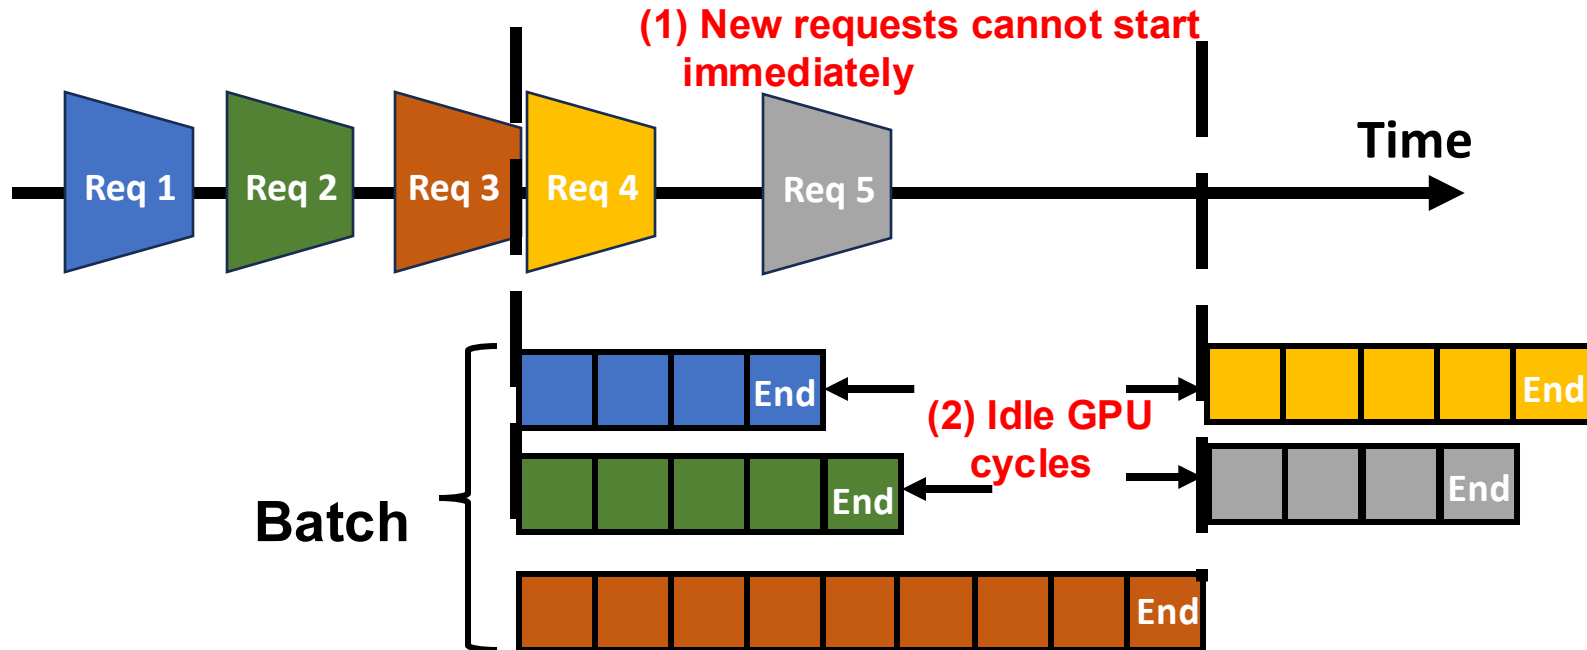 (1) New requests cannot start
immediately
Time
Req 1
Req 2
Req 3
Req 4
Req 5
End
End
(2) Idle GPU
cycles
End
End
Batch
End